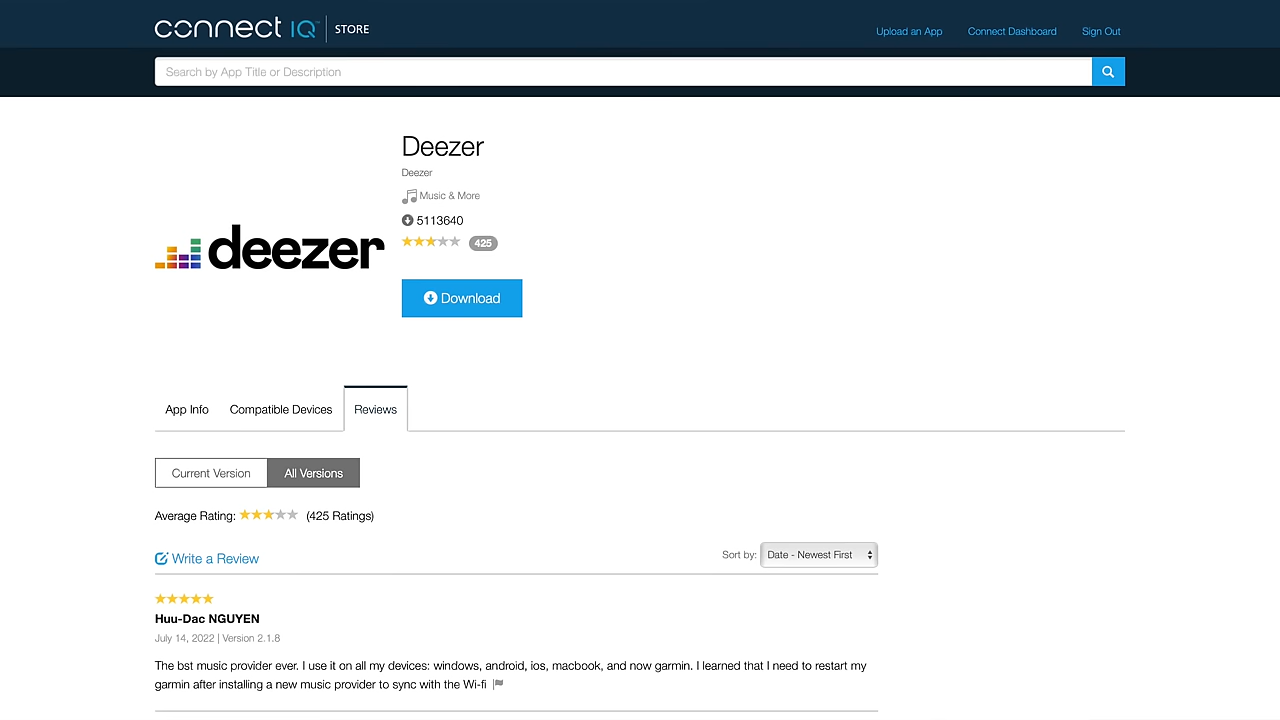 connect IQ STORE
Upload an App Connect Dashboard Sign Out
Search by App Title or Description
Deezer
Deezer
Music & More
5113640
425
deezer
Download
App Info Compatible Devices Reviews
Current Version All Versions
Average Rating: (425 Ratings)
Write a Review Sort by: Date - Newest First
Huu-Dac NGUYEN
July 14, 2022 | Version 2.1.8
The bst music provider ever. I use it on all my devices: windows, android, ios, macbook, and now garmin. I learned that I need to restart my
garmin after installing a new music provider to sync with the Wi-fi